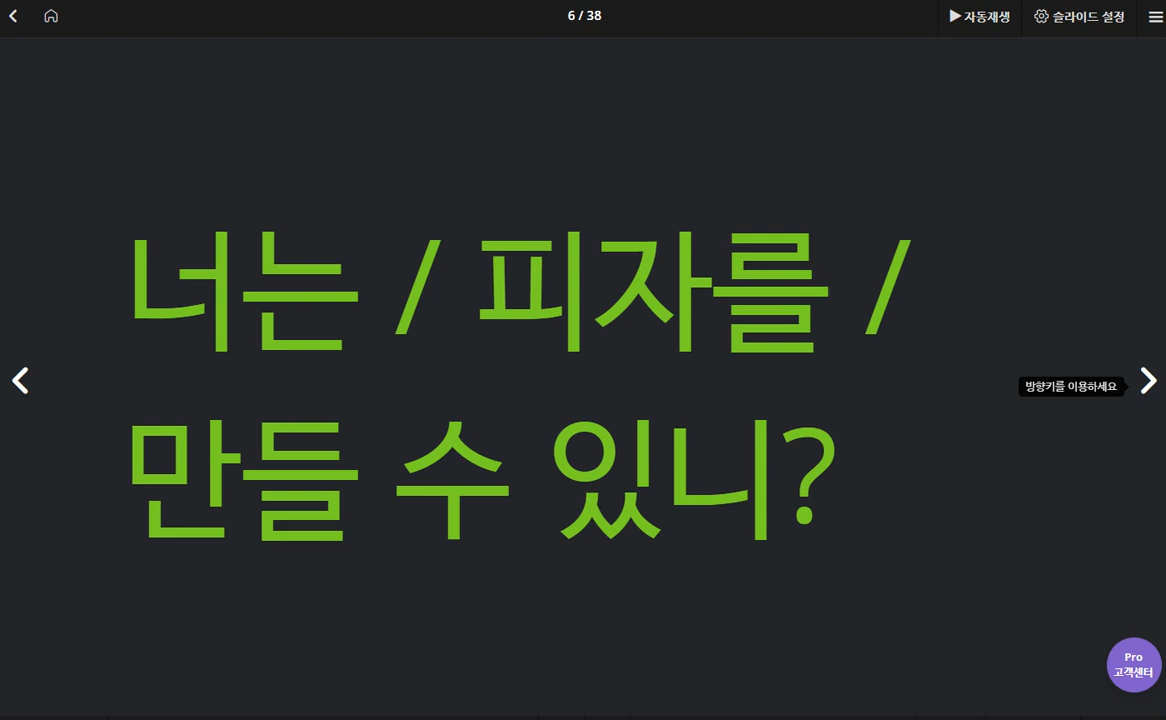 6 / 38
▶ 자동재생
슬라이드 설정
너는 / 피자를 /
만들 수 있니?
방향키를 이용하세요
Pro
고객센터